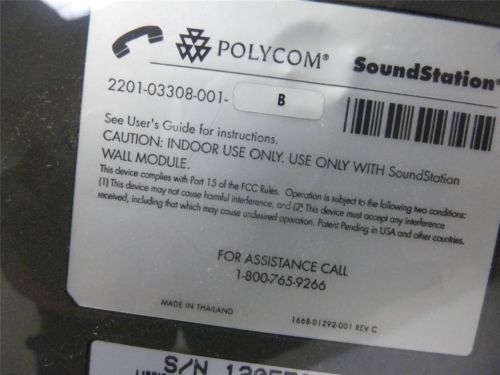 POLYCOM® SoundStation®
2201-03308-001- B
See User's Guide for instructions.
CAUTION: INDOOR USE ONLY. USE ONLY WITH SoundStation
WALL MODULE.
This device complies with Part 15 of the FCC Rules. Operation is subject to the following two conditions:
(1) This device may not cause harmful interference, and (2) This device must accept any interference
received, including that which may cause undesired operation. Patent Pending in USA and other countries.
FOR ASSISTANCE CALL
1-800-765-9266
MADE IN THAILAND
1668-01292-001 REV C
S/N